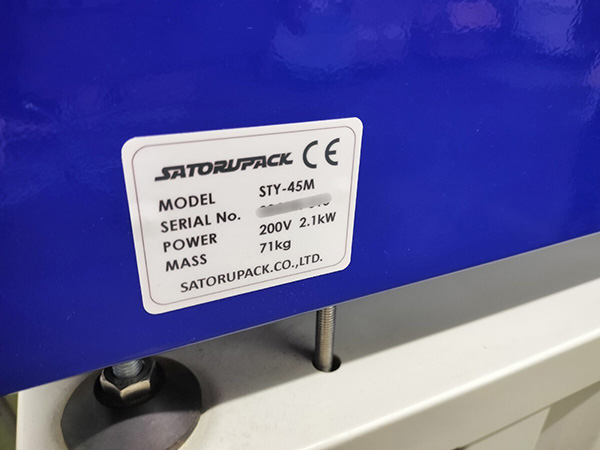 SATORUPACK CE
MODEL STY-45M
SERIAL No.
POWER 200V 2.1kW
MASS 71kg
SATORUPACK.CO.,LTD.